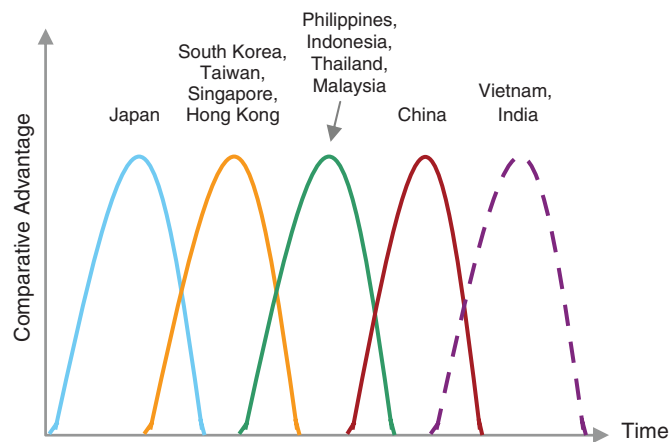 Philippines,
Indonesia,
Thailand,
Malaysia
South Korea,
Taiwan,
Singapore,
Hong Kong
Japan
China
Vietnam,
India
Comparative Advantage
Time